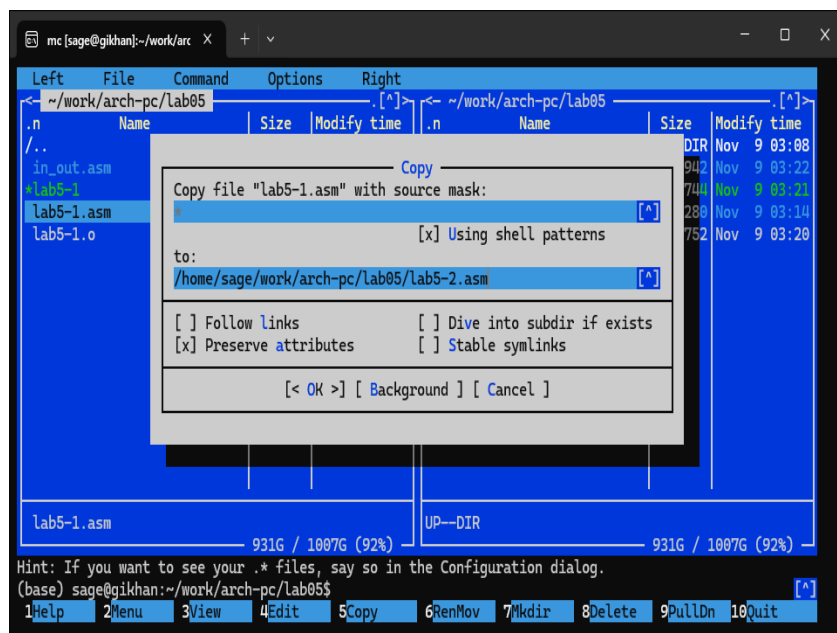 mc [sage@gikhan]:~/work/arc X + ⌄ — □ X
Left File Command Options Right
<- ~/work/arch-pc/lab05 .[^]> <- ~/work/arch-pc/lab05 .[^]>
.n Name Size Modify time .n Name Size Modify time
/.. DIR Nov 9 03:08
in_out.asm 942 Nov 9 03:22
*lab5-1 744 Nov 9 03:21
lab5-1.asm 280 Nov 9 03:14
lab5-1.o 752 Nov 9 03:20
Copy
Copy file "lab5-1.asm" with source mask:
* [^]
[x] Using shell patterns
to:
/home/sage/work/arch-pc/lab05/lab5-2.asm [^]
[ ] Follow links [ ] Dive into subdir if exists
[x] Preserve attributes [ ] Stable symlinks
[< OK >] [ Background ] [ Cancel ]
lab5-1.asm UP--DIR
931G / 1007G (92%) 931G / 1007G (92%)
Hint: If you want to see your .* files, say so in the Configuration dialog.
(base) sage@gikhan:~/work/arch-pc/lab05$ [^]
1Help 2Menu 3View 4Edit 5Copy 6RenMov 7Mkdir 8Delete 9PullDn 10Quit